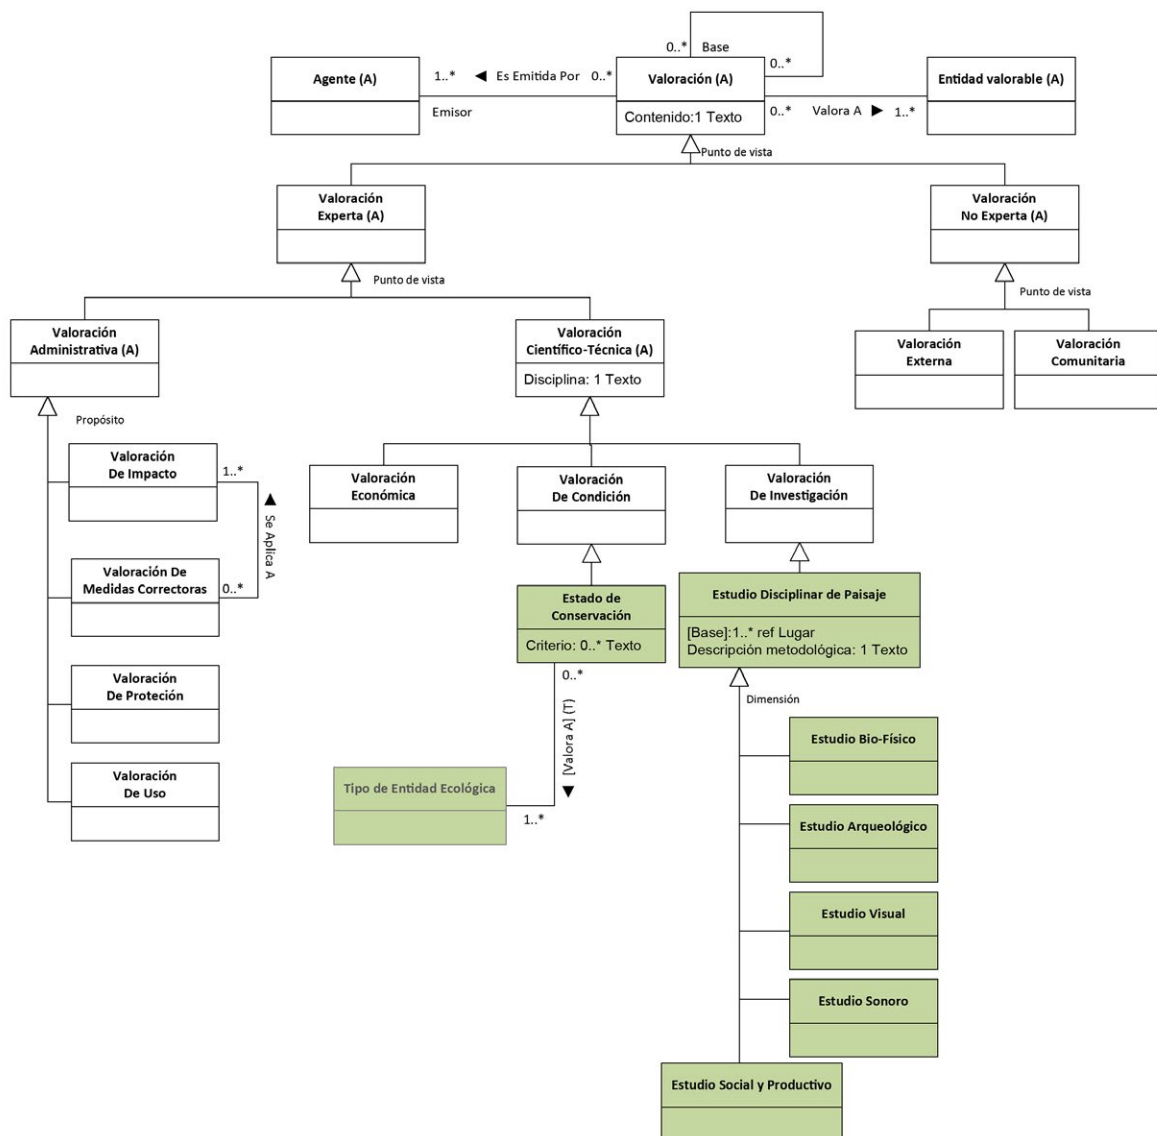 0..* Base
0..*
Agente (A)
1..* ◄ Es Emitida Por 0..*
Emisor
Valoración (A)
Contenido:1 Texto
0..* Valora A ► 1..*
Entidad valorable (A)
Punto de vista
Valoración
Experta (A)
Valoración
No Experta (A)
Punto de vista
Punto de vista
Valoración
Administrativa (A)
Valoración
Científico-Técnica (A)
Disciplina: 1 Texto
Valoración
Externa
Valoración
Comunitaria
Propósito
Valoración
De Impacto
1..*
▲ Se Aplica A
0..*
Valoración De
Medidas Correctoras
Valoración
De Proteción
Valoración
De Uso
Valoración
Económica
Valoración
De Condición
Valoración
De Investigación
Estado de
Conservación
Criterio: 0..* Texto
0..*
▼ [Valora A] (T)
1..*
Tipo de Entidad Ecológica
Estudio Disciplinar de Paisaje
[Base]:1..* ref Lugar
Descripción metodológica: 1 Texto
Dimensión
Estudio Bio-Físico
Estudio Arqueológico
Estudio Visual
Estudio Sonoro
Estudio Social y Productivo